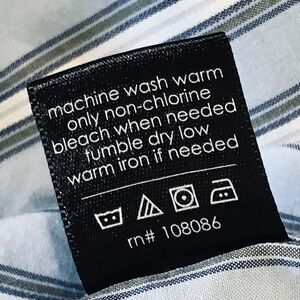 machine wash warm
only non-chlorine
bleach when needed
tumble dry low
warm iron if needed
rn# 108086